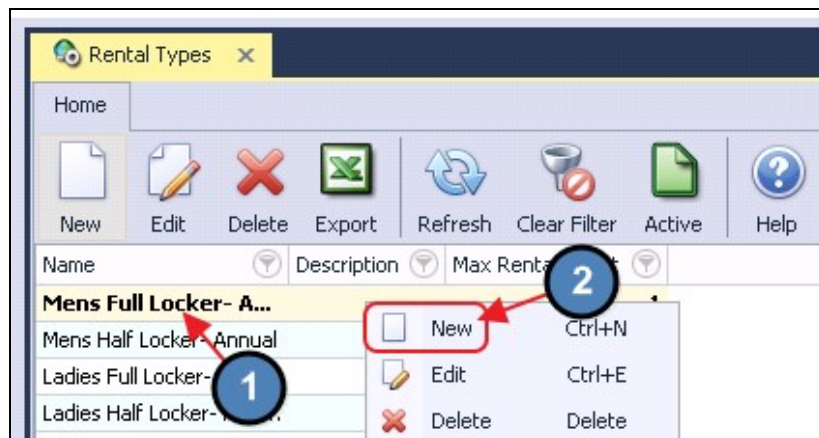 Rental Types
Home
New Edit Delete Export Refresh Clear Filter Active Help
Name Description Max
Mens Full Locker- A... 1
Mens Half Locker- Annual
Ladies Full Locker-
Ladies Half Locker-
New Ctrl+N
Edit Ctrl+E
Delete Delete
1
2